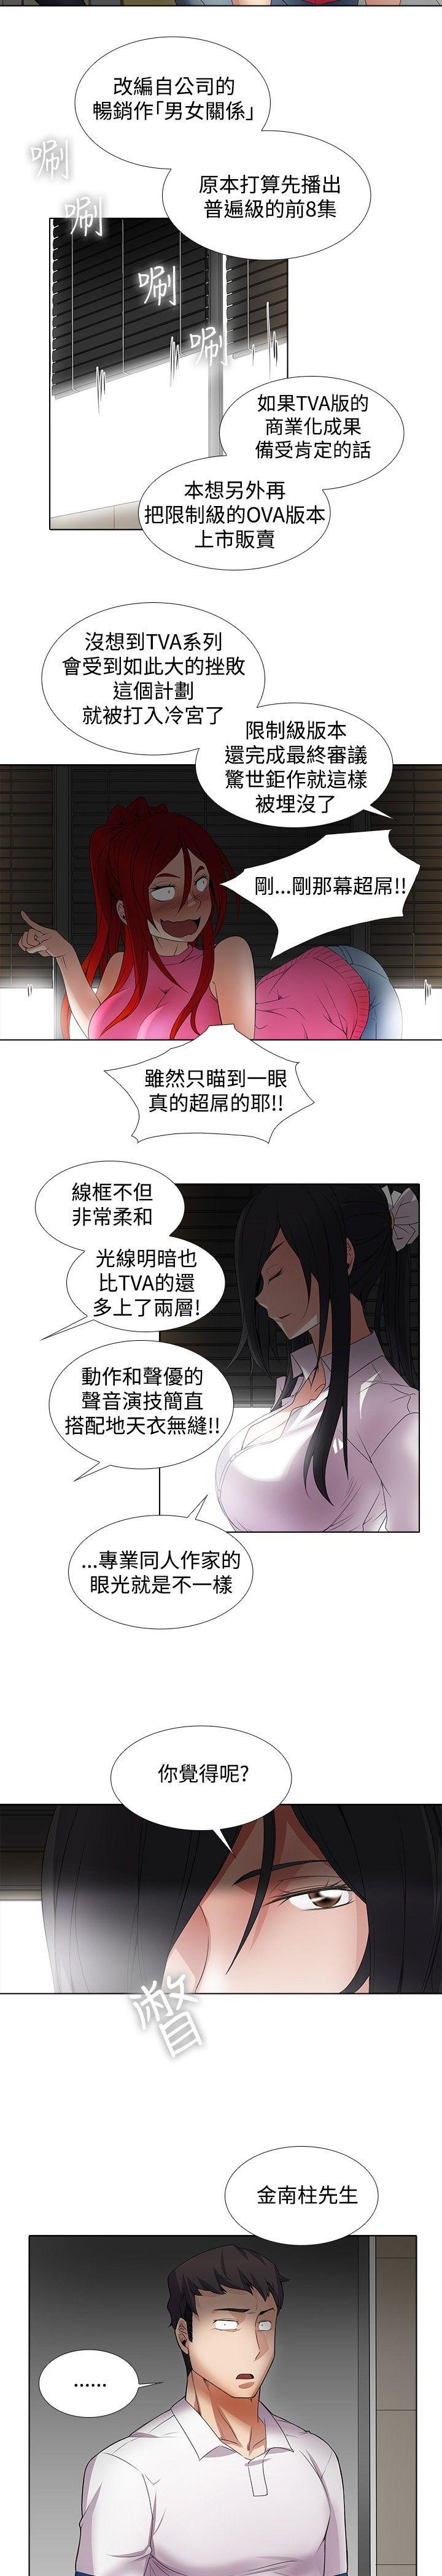 改編自公司的
暢銷作「男女關係」
唰
原本打算先播出
普遍級的前8集
唰
唰
唰
如果TVA版的
商業化成果
備受肯定的話
本想另外再
把限制級的OVA版本
上市販賣
沒想到TVA系列
會受到如此大的挫敗
這個計劃
就被打入冷宮了
限制級版本
還完成最終審議
驚世鉅作就這樣
被埋沒了
剛...剛那幕超屌!!
雖然只瞄到一眼
真的超屌的耶!!
線框不但
非常柔和
光線明暗也
比TVA的還
多上了兩層!
動作和聲優的
聲音演技簡直
搭配地天衣無縫!!
...專業同人作家的
眼光就是不一樣
你覺得呢?
瞥
金南柱先生
......